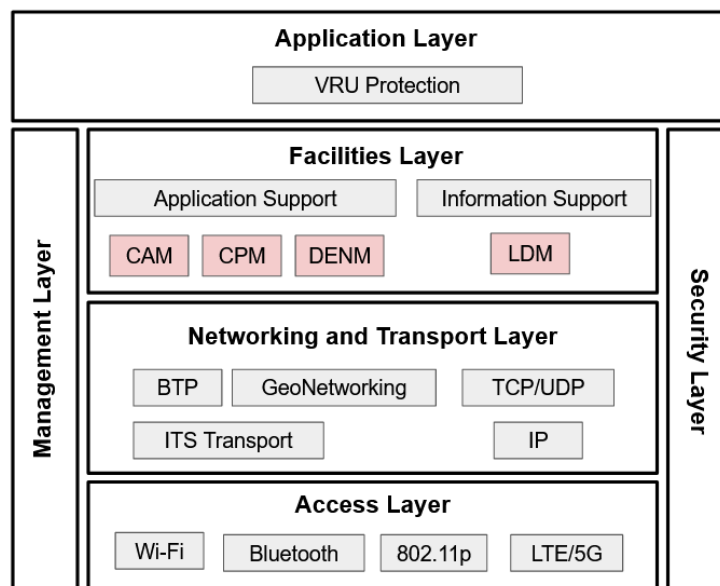 Application Layer
VRU Protection
Management Layer
Facilities Layer
Application Support
Information Support
CAM
CPM
DENM
LDM
Networking and Transport Layer
BTP
GeoNetworking
TCP/UDP
ITS Transport
IP
Access Layer
Wi-Fi
Bluetooth
802.11p
LTE/5G
Security Layer